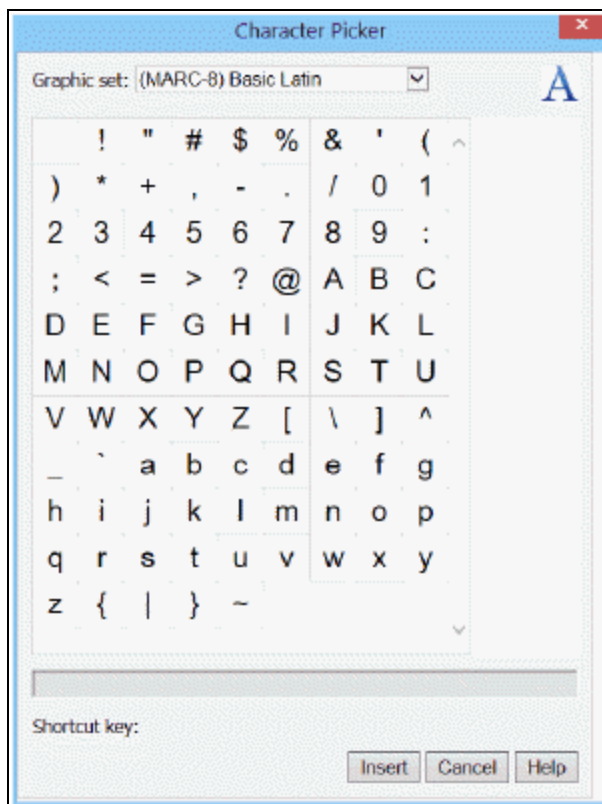 Character Picker
Graphic set: (MARC-8) Basic Latin
A
! " # $ % & ' (
) * + , - . / 0 1
2 3 4 5 6 7 8 9 :
; < = > ? @ A B C
D E F G H I J K L
M N O P Q R S T U
V W X Y Z [ \ ] ^
_ ` a b c d e f g
h i j k l m n o p
q r s t u v w x y
z { | } ~
Shortcut key:
Insert Cancel Help